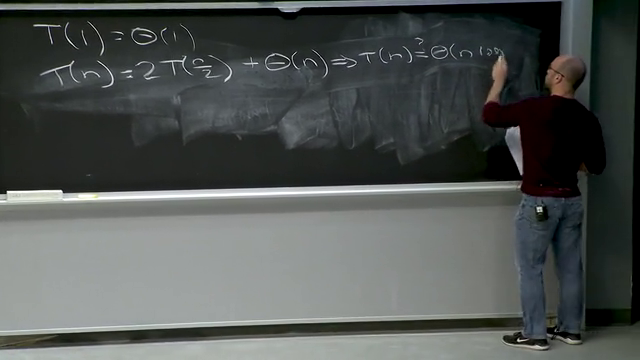 T(1) = Θ(1)
T(n) = 2T(n/2) + Θ(n) ⇒ T(n) ≟ Θ(n log